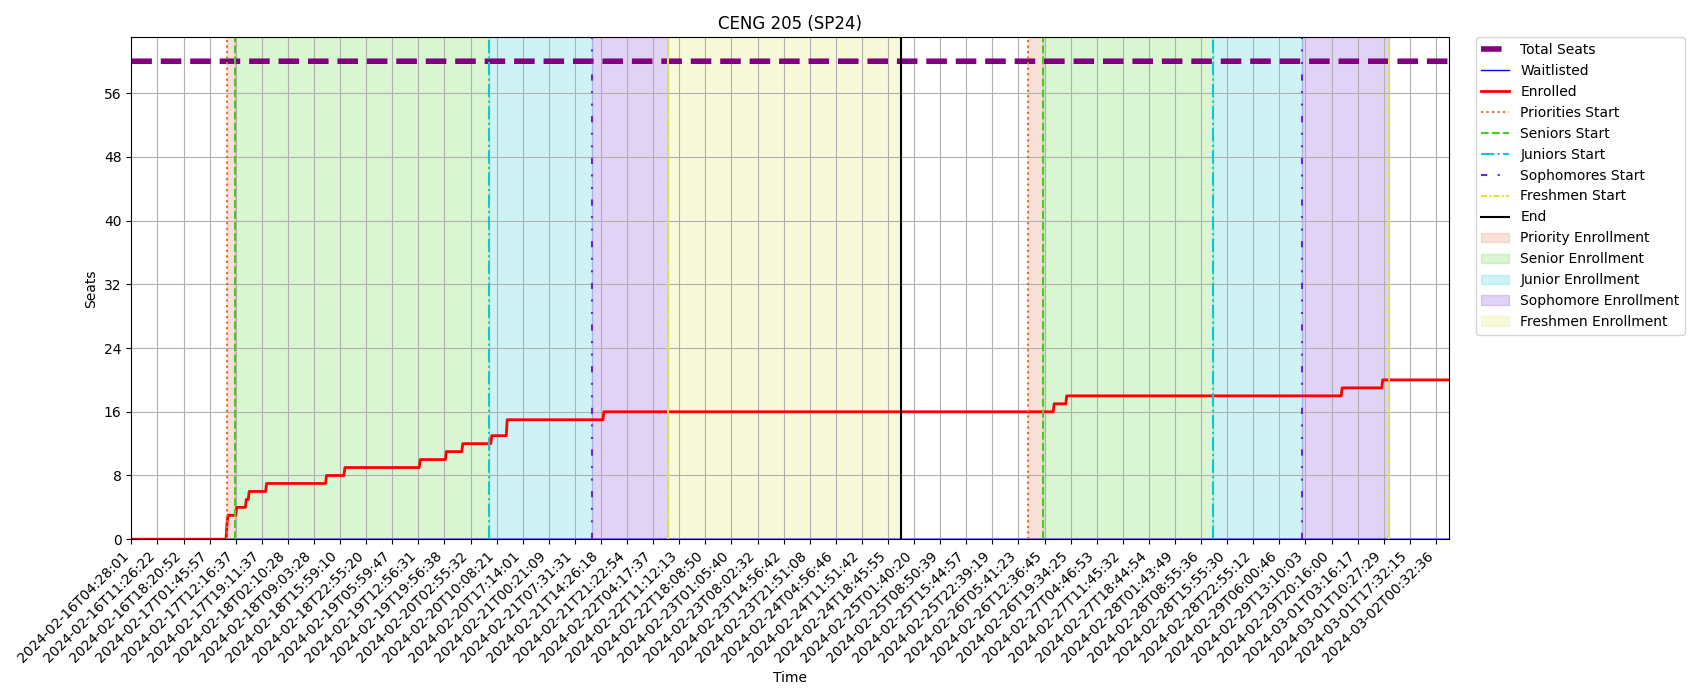 CENG 205 (SP24)
Total Seats
Waitlisted
Enrolled
Priorities Start
Seniors Start
Juniors Start
Sophomores Start
Freshmen Start
End
Priority Enrollment
Senior Enrollment
Junior Enrollment
Sophomore Enrollment
Freshmen Enrollment
Seats
56
48
40
32
24
16
8
0
2024-02-16T04:28:01
2024-02-16T11:26:22
2024-02-16T18:20:52
2024-02-17T01:45:57
2024-02-17T12:16:37
2024-02-17T19:11:37
2024-02-18T02:10:28
2024-02-18T09:03:28
2024-02-18T15:59:10
2024-02-18T22:55:20
2024-02-19T05:59:47
2024-02-19T12:56:31
2024-02-19T19:56:38
2024-02-20T02:55:32
2024-02-20T10:08:21
2024-02-20T17:14:01
2024-02-21T00:21:09
2024-02-21T07:31:31
2024-02-21T14:26:18
2024-02-21T21:22:54
2024-02-22T04:17:37
2024-02-22T11:12:13
2024-02-22T18:08:50
2024-02-23T01:05:40
2024-02-23T08:02:32
2024-02-23T14:56:42
2024-02-23T21:51:08
2024-02-24T04:56:46
2024-02-24T11:51:42
2024-02-24T18:45:55
2024-02-25T01:40:20
2024-02-25T08:50:39
2024-02-25T15:44:57
2024-02-25T22:39:19
2024-02-26T05:41:23
2024-02-26T12:36:45
2024-02-26T19:34:25
2024-02-27T04:46:53
2024-02-27T11:45:32
2024-02-27T18:44:54
2024-02-28T01:43:49
2024-02-28T08:55:36
2024-02-28T15:55:30
2024-02-28T22:55:12
2024-02-29T06:00:46
2024-02-29T13:10:03
2024-02-29T20:16:00
2024-03-01T03:16:17
2024-03-01T10:27:29
2024-03-01T17:32:15
2024-03-02T00:32:36
Time